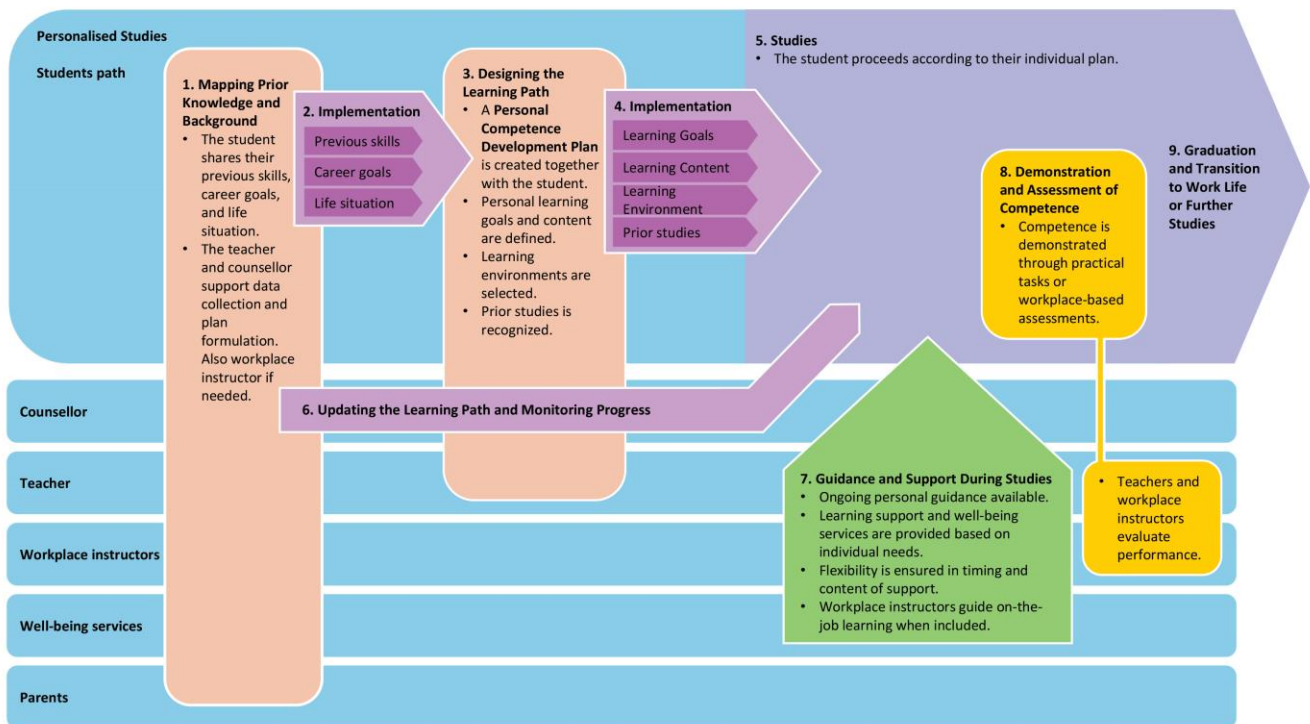 Personalised Studies
Students path
1. Mapping Prior
Knowledge and
Background
• The student
shares their
previous skills,
career goals,
and life
situation.
• The teacher
and counsellor
support data
collection and
plan
formulation.
Also workplace
instructor if
needed.
2. Implementation
Previous skills
Career goals
Life situation
3. Designing the
Learning Path
• A Personal
Competence
Development Plan
is created together
with the student.
• Personal learning
goals and content
are defined.
• Learning
environments are
selected.
• Prior studies is
recognized.
4. Implementation
Learning Goals
Learning Content
Learning
Environment
Prior studies
5. Studies
• The student proceeds according to their individual plan.
8. Demonstration
and Assessment of
Competence
• Competence is
demonstrated
through practical
tasks or
workplace-based
assessments.
9. Graduation
and Transition
to Work Life
or Further
Studies
Counsellor
6. Updating the Learning Path and Monitoring Progress
Teacher
7. Guidance and Support During Studies
• Ongoing personal guidance available.
• Learning support and well-being
services are provided based on
individual needs.
• Flexibility is ensured in timing and
content of support.
• Workplace instructors guide on-the-
job learning when included.
• Teachers and
workplace
instructors
evaluate
performance.
Workplace instructors
Well-being services
Parents